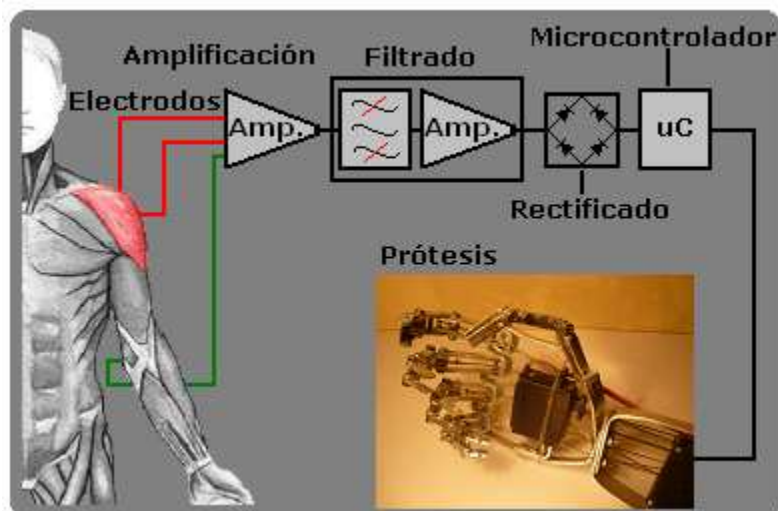 Microcontrolador
Amplificación
Filtrado
Electrodos
Amp.
Amp.
uC
Rectificado
Prótesis